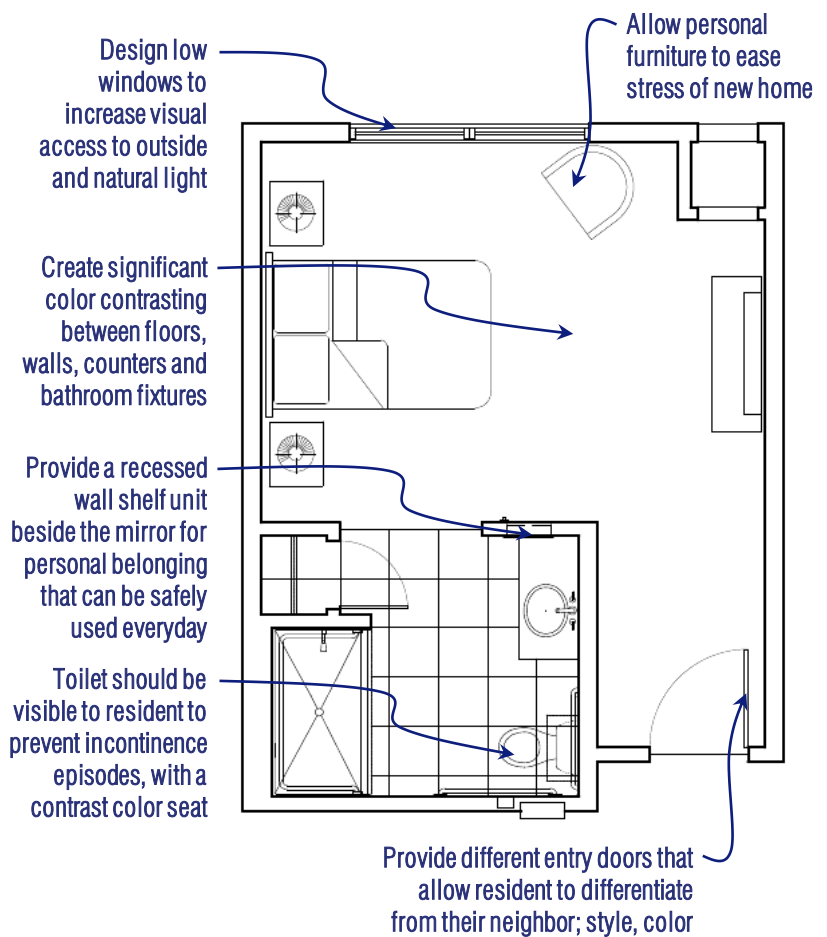 Design low
windows to
increase visual
access to outside
and natural light
Allow personal
furniture to ease
stress of new home
Create significant
color contrasting
between floors,
walls, counters and
bathroom fixtures
Provide a recessed
wall shelf unit
beside the mirror for
personal belonging
that can be safely
used everyday
Toilet should be
visible to resident to
prevent incontinence
episodes, with a
contrast color seat
Provide different entry doors that
allow resident to differentiate
from their neighbor; style, color